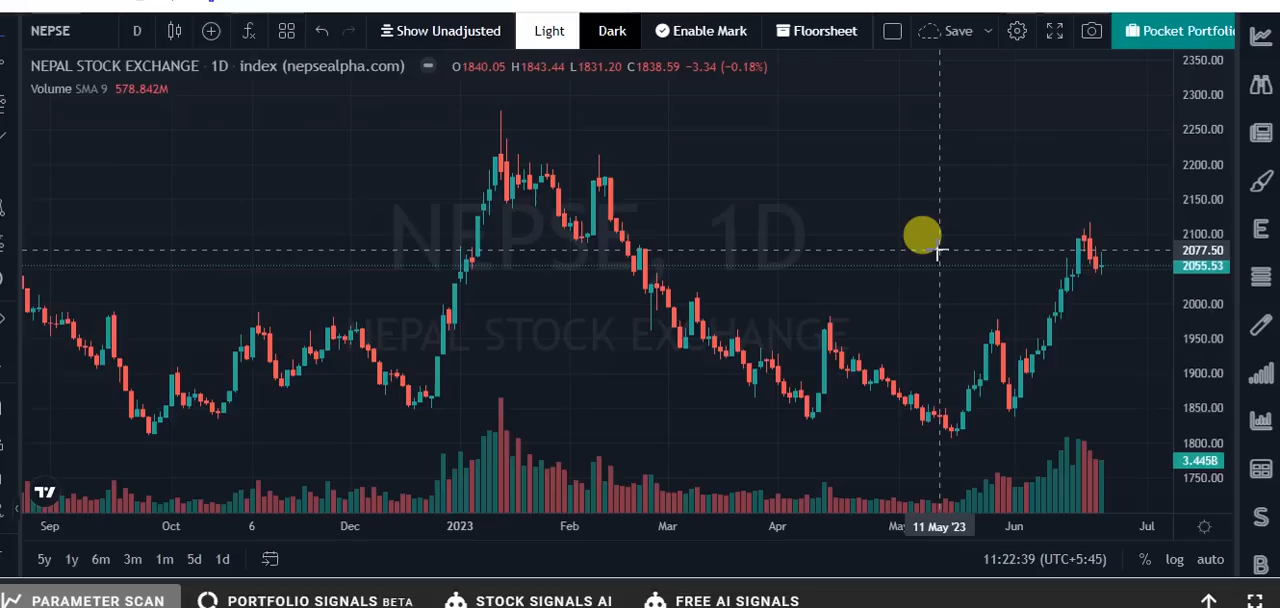 NEPSE D Show Unadjusted Light Dark Enable Mark Floorsheet Save Pocket Portfoli
NEPAL STOCK EXCHANGE · 1D · index (nepsealpha.com) O1840.05 H1843.44 L1831.20 C1838.59 −3.34 (−0.18%)
Volume SMA 9 578.842M
2350.00
2300.00
2250.00
2200.00
2150.00
2100.00
2077.50
2055.53
2000.00
1950.00
1900.00
1850.00
1800.00
3.445B
1750.00
NEPSE, 1D
NEPAL STOCK EXCHANGE
Sep Oct 6 Dec 2023 Feb Mar Apr May 11 May '23 Jun Jul
5y 1y 6m 3m 1m 5d 1d 11:22:39 (UTC+5:45) % log auto
PARAMETER SCAN PORTFOLIO SIGNALS BETA STOCK SIGNALS AI FREE AI SIGNALS
E
S
B